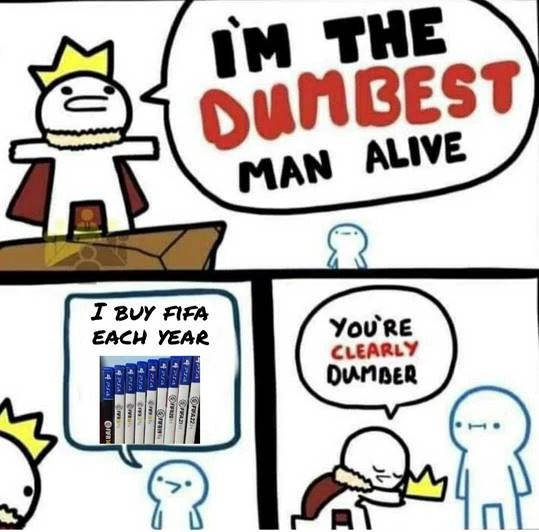 I'M THE
DUMBEST
MAN ALIVE
I BUY FIFA
EACH YEAR
YOU'RE
CLEARLY
DUMBER